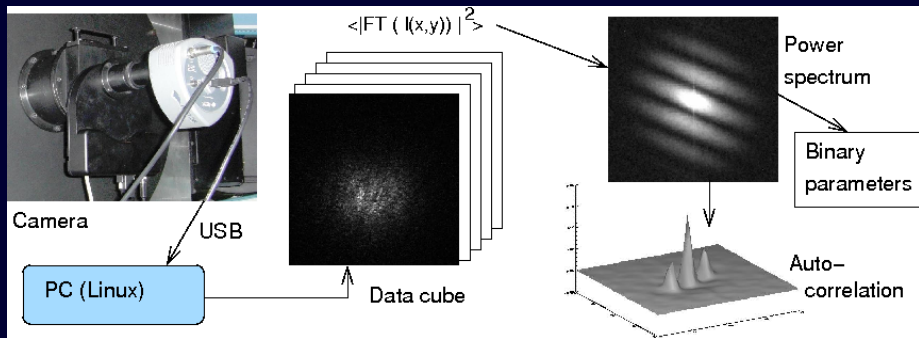 <|FT ( I(x,y)) |²>
Power
spectrum
Binary
parameters
Camera
USB
PC (Linux)
Data cube
Auto-
correlation